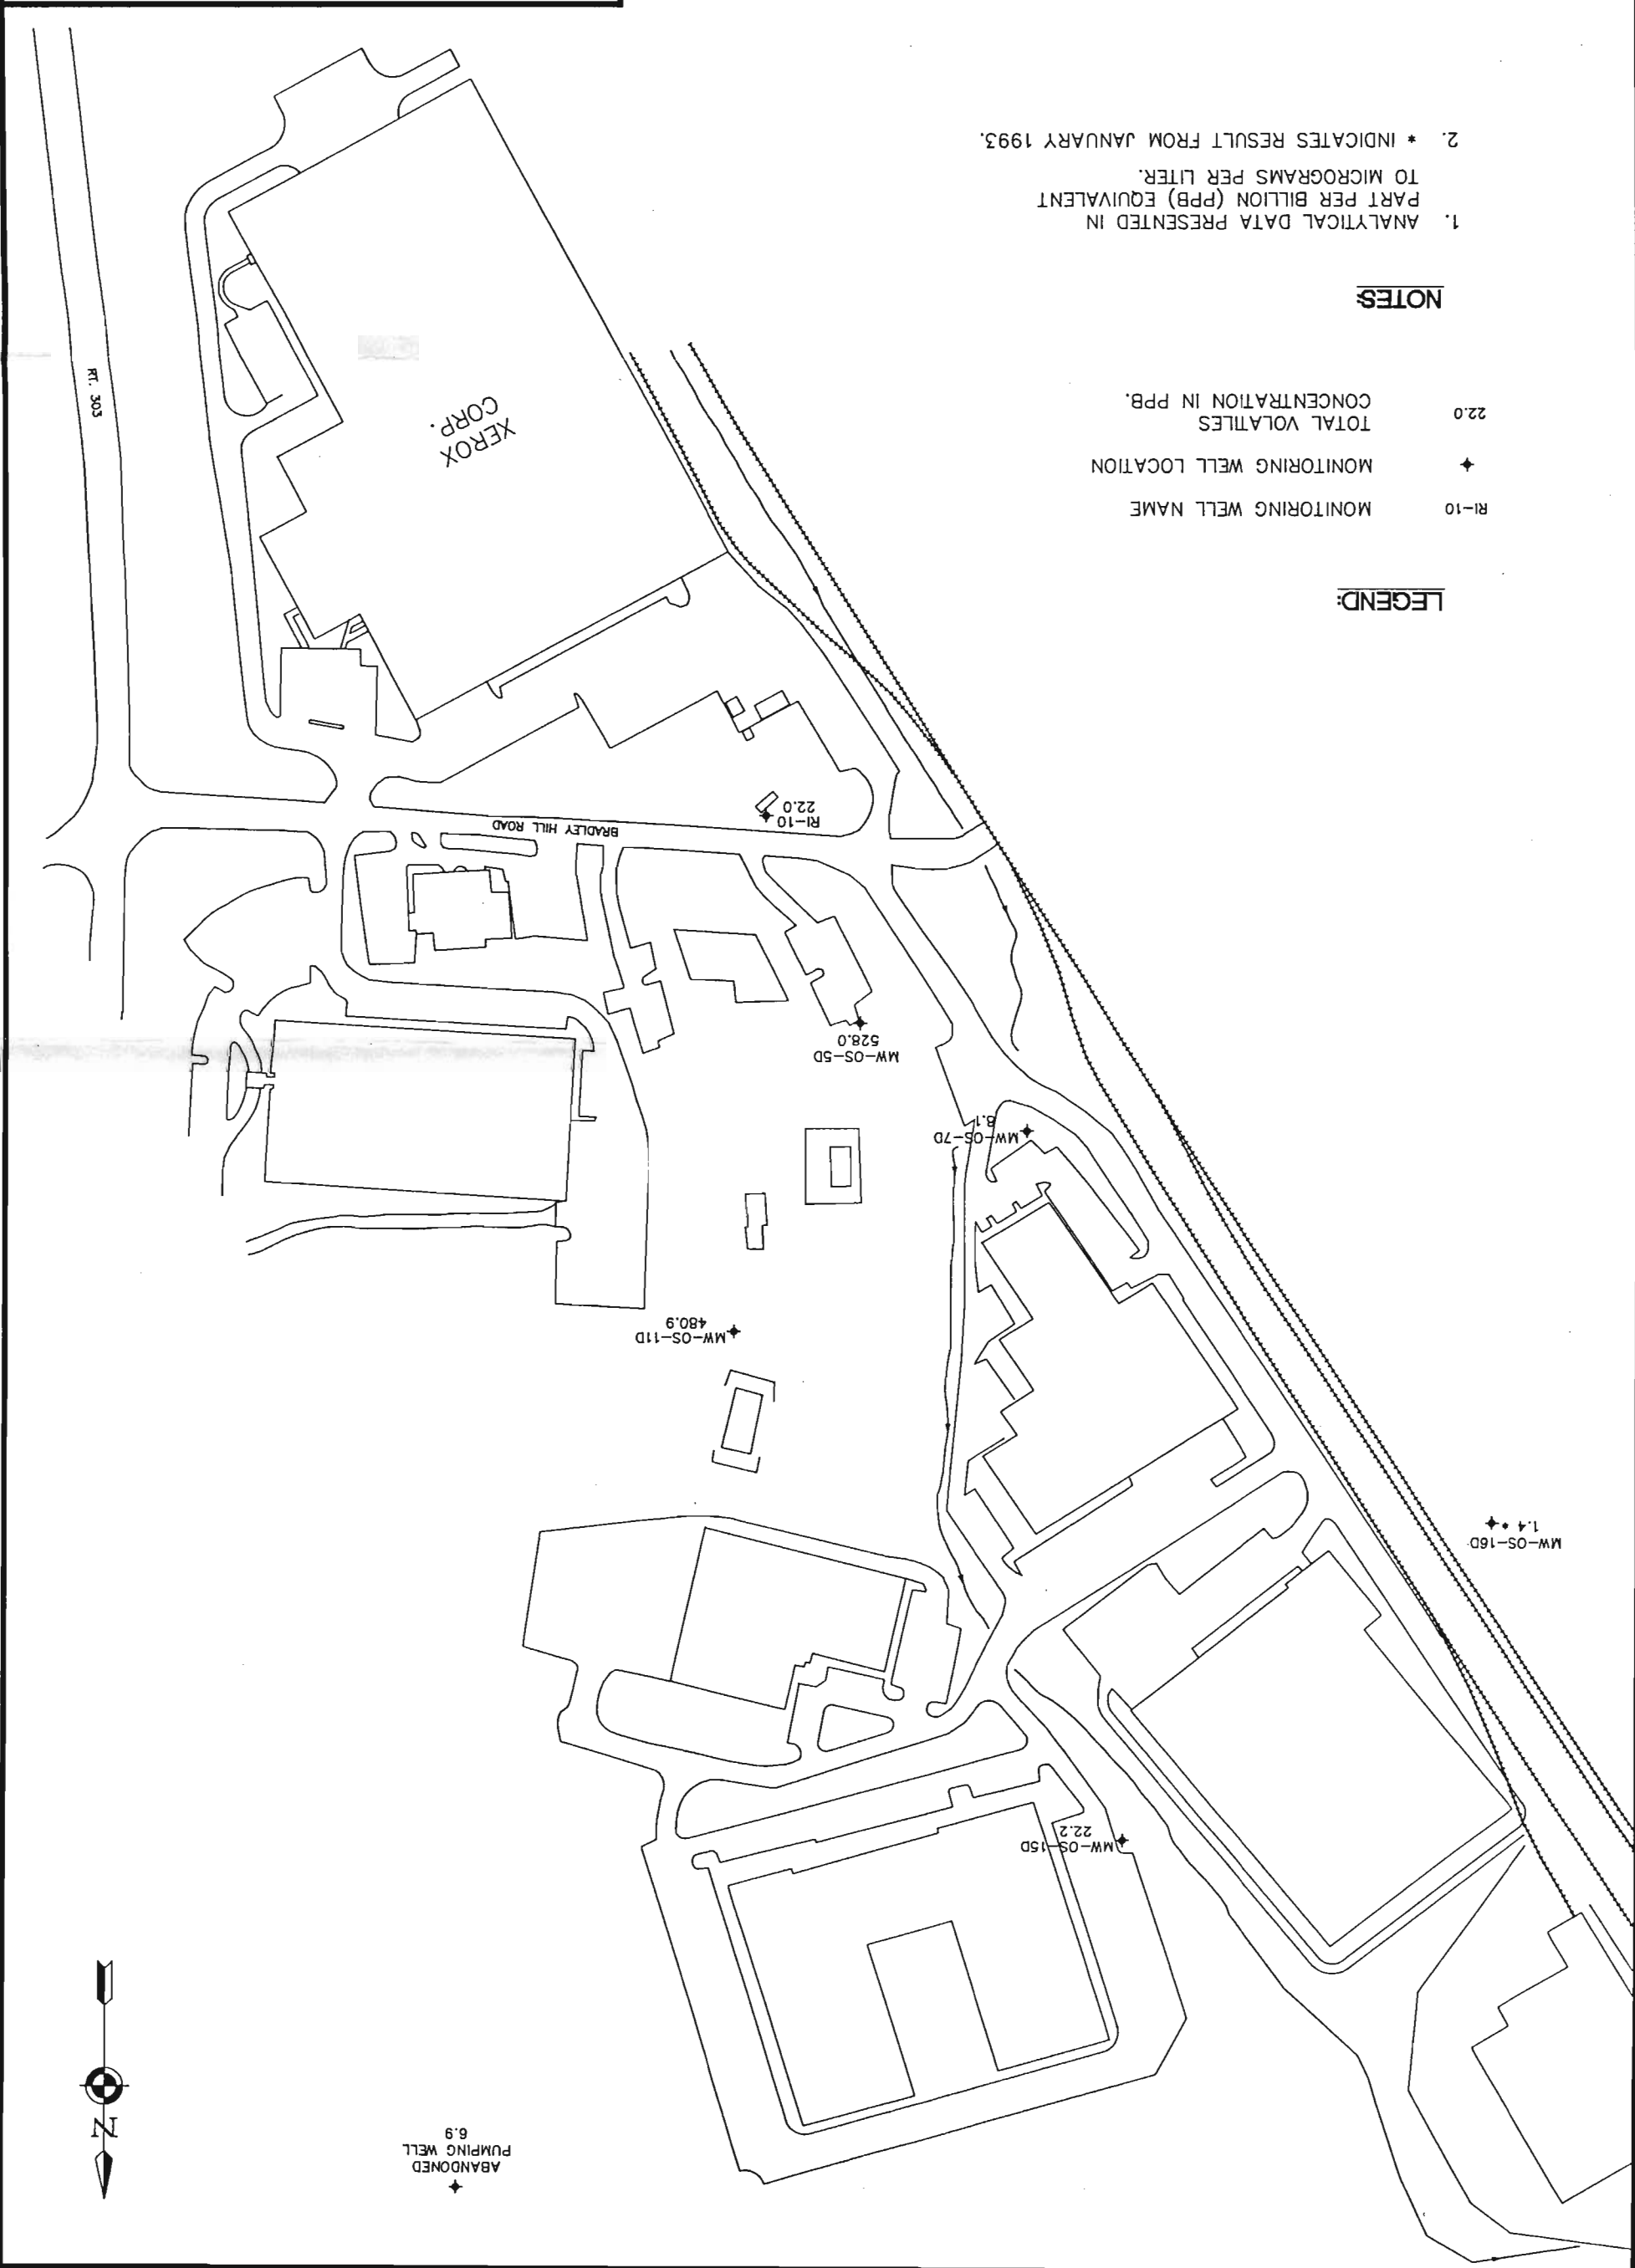 ABANDONED
PUMPING WELL
6.9
N
MW-OS-15D
22.2
MW-OS-16D
1.4 *
MW-OS-11D
480.9
MW-OS-7D
8.1
MW-OS-5D
528.0
RI-10
22.0
BRADLEY HILL ROAD
RT. 303
XEROX
CORP.
LEGEND:
RI-10 MONITORING WELL NAME
MONITORING WELL LOCATION
22.0 TOTAL VOLATILES
CONCENTRATION IN PPB.
NOTES:
1. ANALYTICAL DATA PRESENTED IN
PART PER BILLION (PPB) EQUIVALENT
TO MICROGRAMS PER LITER.
2. * INDICATES RESULT FROM JANUARY 1993.